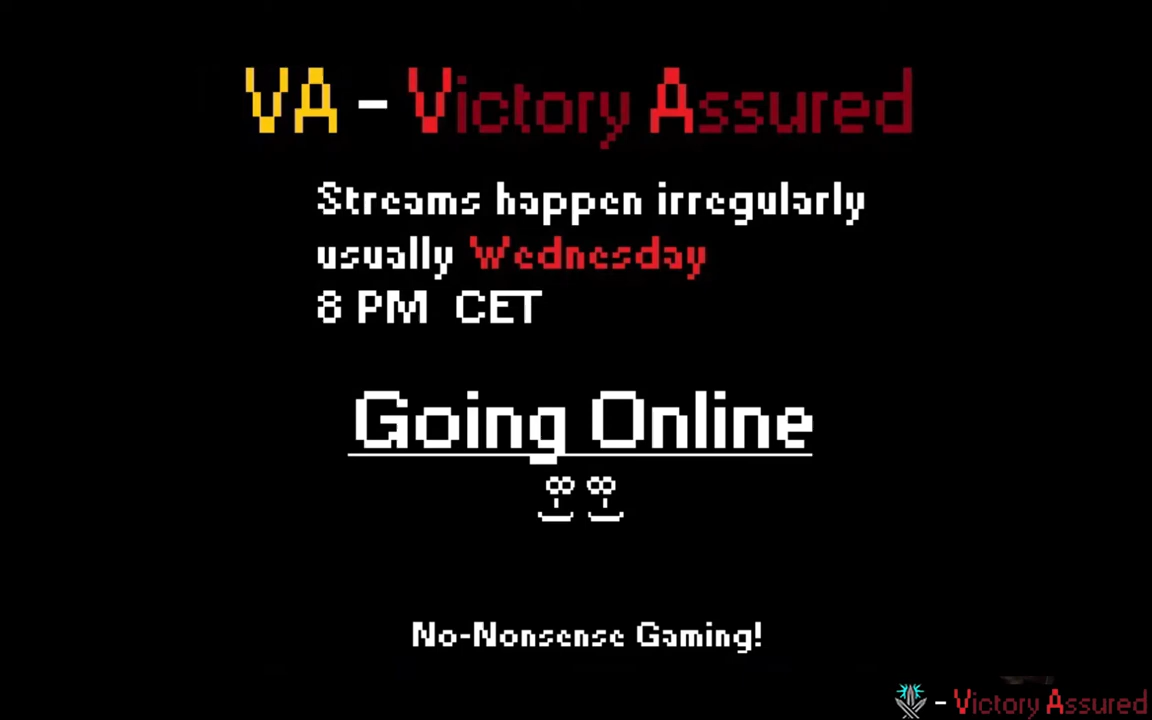 VA - Victory Assured
Streams happen irregularly
usually Wednesday
8 PM CET
Going Online
No-Nonsense Gaming!
- Victory Assured